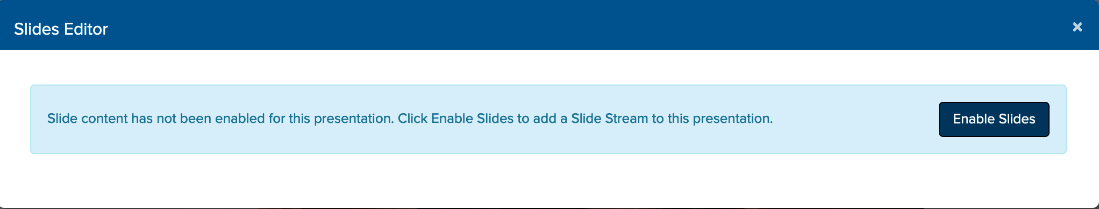 Slides Editor
×
Slide content has not been enabled for this presentation. Click Enable Slides to add a Slide Stream to this presentation.
Enable Slides